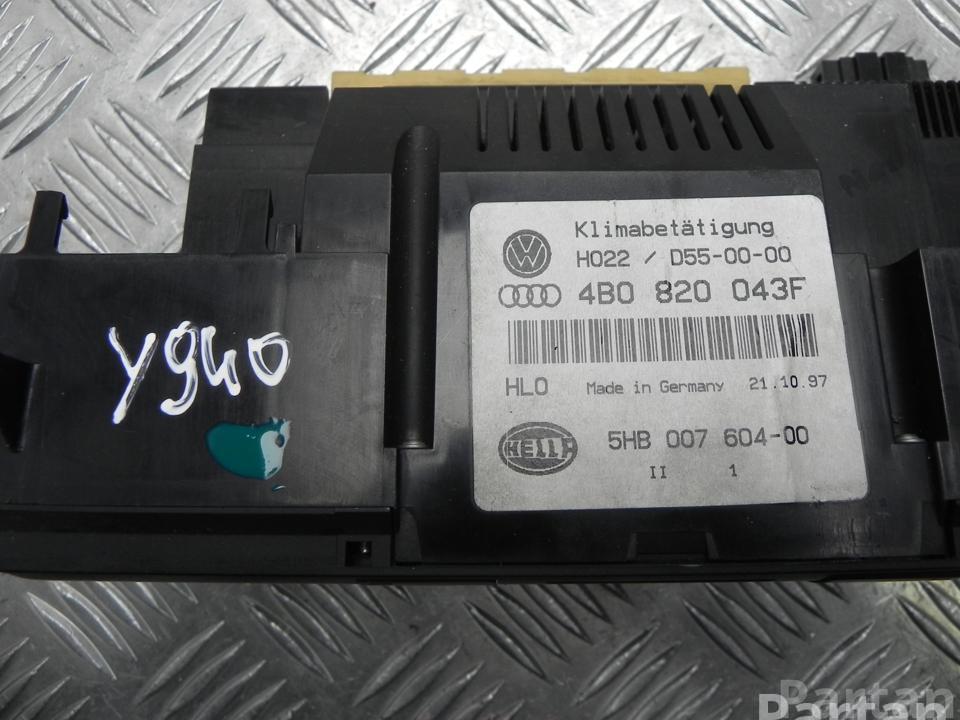 Klimabetätigung
H022 / D55-00-00
4B0 820 043F
HLO Made in Germany 21.10.97
HELLA
5HB 007 604-00
II 1
Y940
Partan
Partan